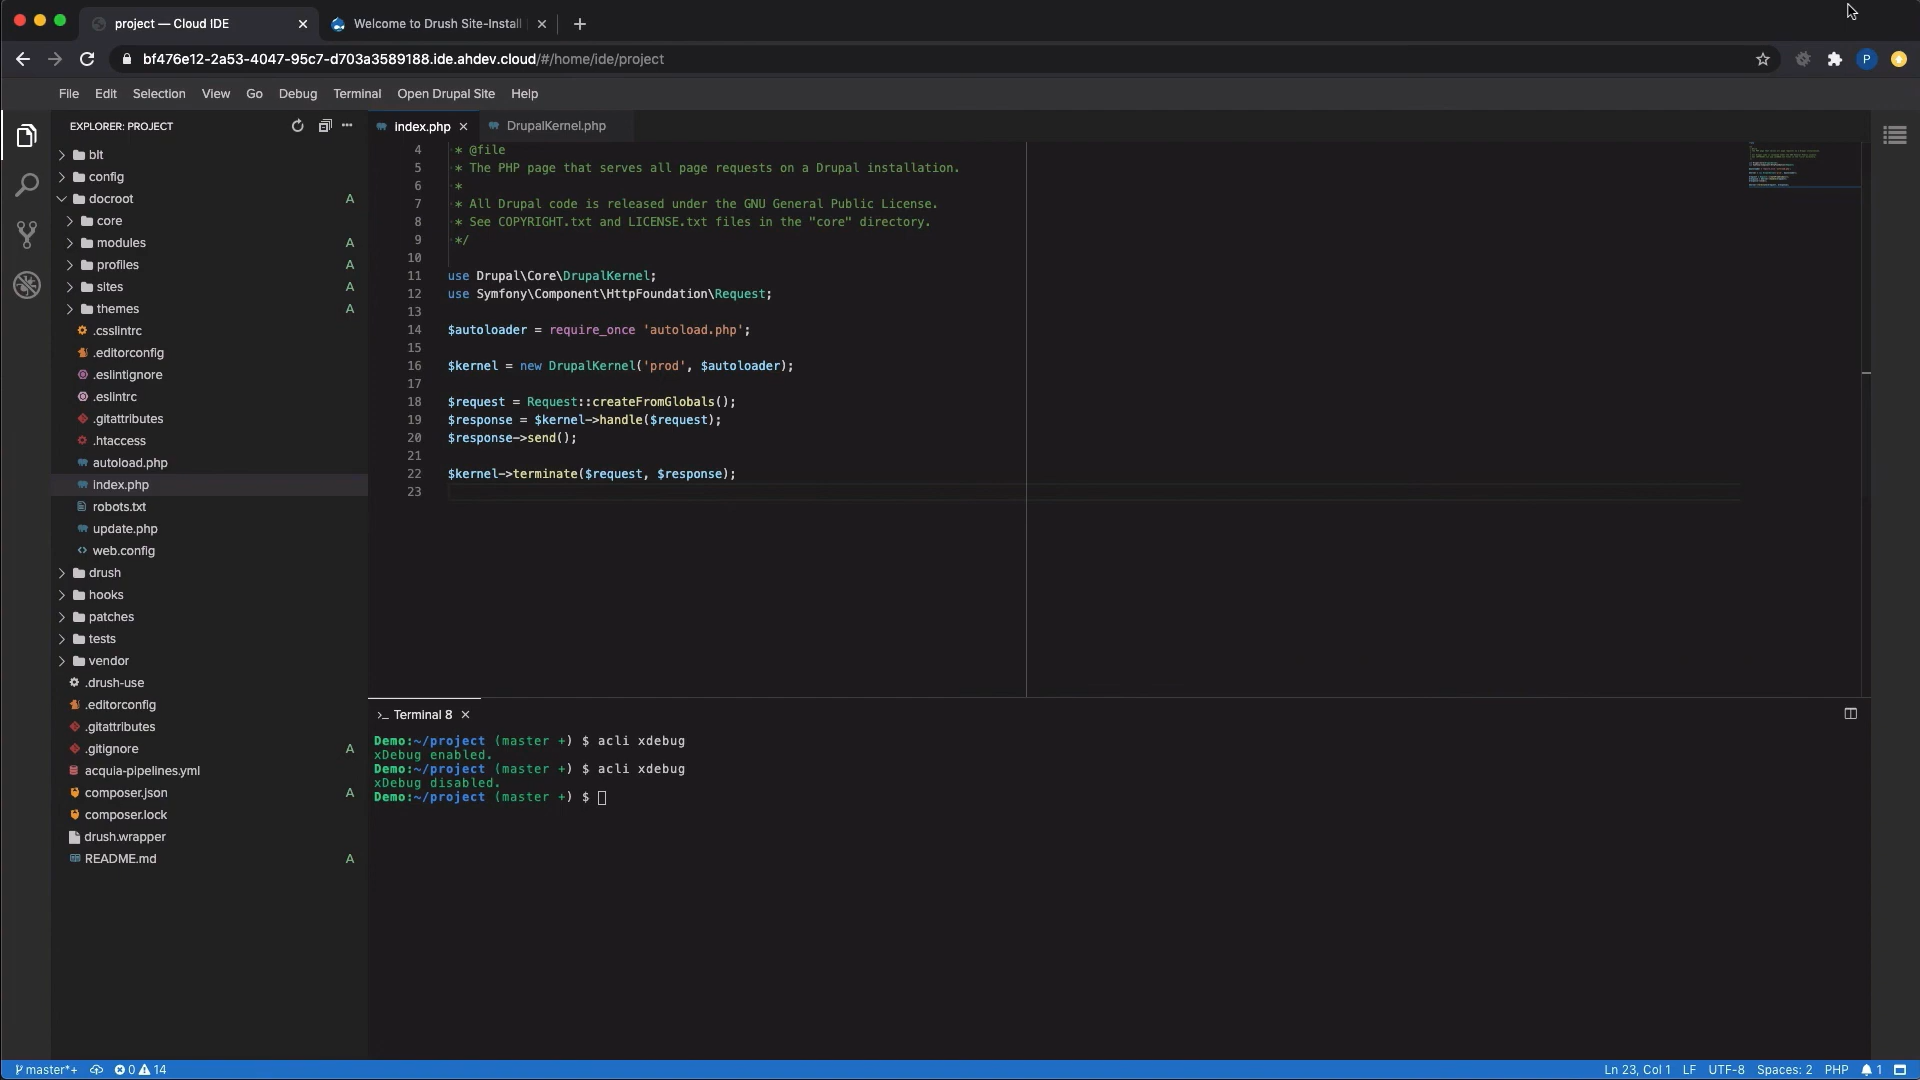 project — Cloud IDE
Welcome to Drush Site-Install
bf476e12-2a53-4047-95c7-d703a3589188.ide.ahdev.cloud/#/home/ide/project
P
File Edit Selection View Go Debug Terminal Open Drupal Site Help
EXPLORER: PROJECT
blt
config
docroot A
core
modules A
profiles A
sites A
themes A
.csslintrc
.editorconfig
.eslintignore
.eslintrc
.gitattributes
.htaccess
autoload.php
index.php
robots.txt
update.php
web.config
drush
hooks
patches
tests
vendor
.drush-use
.editorconfig
.gitattributes
.gitignore A
acquia-pipelines.yml
composer.json A
composer.lock
drush.wrapper
README.md A
index.php
DrupalKernel.php
4 * @file
5 * The PHP page that serves all page requests on a Drupal installation.
6 *
7 * All Drupal code is released under the GNU General Public License.
8 * See COPYRIGHT.txt and LICENSE.txt files in the "core" directory.
9 */
10
11 use Drupal\Core\DrupalKernel;
12 use Symfony\Component\HttpFoundation\Request;
13
14 $autoloader = require_once 'autoload.php';
15
16 $kernel = new DrupalKernel('prod', $autoloader);
17
18 $request = Request::createFromGlobals();
19 $response = $kernel->handle($request);
20 $response->send();
21
22 $kernel->terminate($request, $response);
23
>_ Terminal 8
Demo:~/project (master +) $ acli xdebug
xDebug enabled.
Demo:~/project (master +) $ acli xdebug
xDebug disabled.
Demo:~/project (master +) $
master*+ 0 14
Ln 23, Col 1 LF UTF-8 Spaces: 2 PHP 1